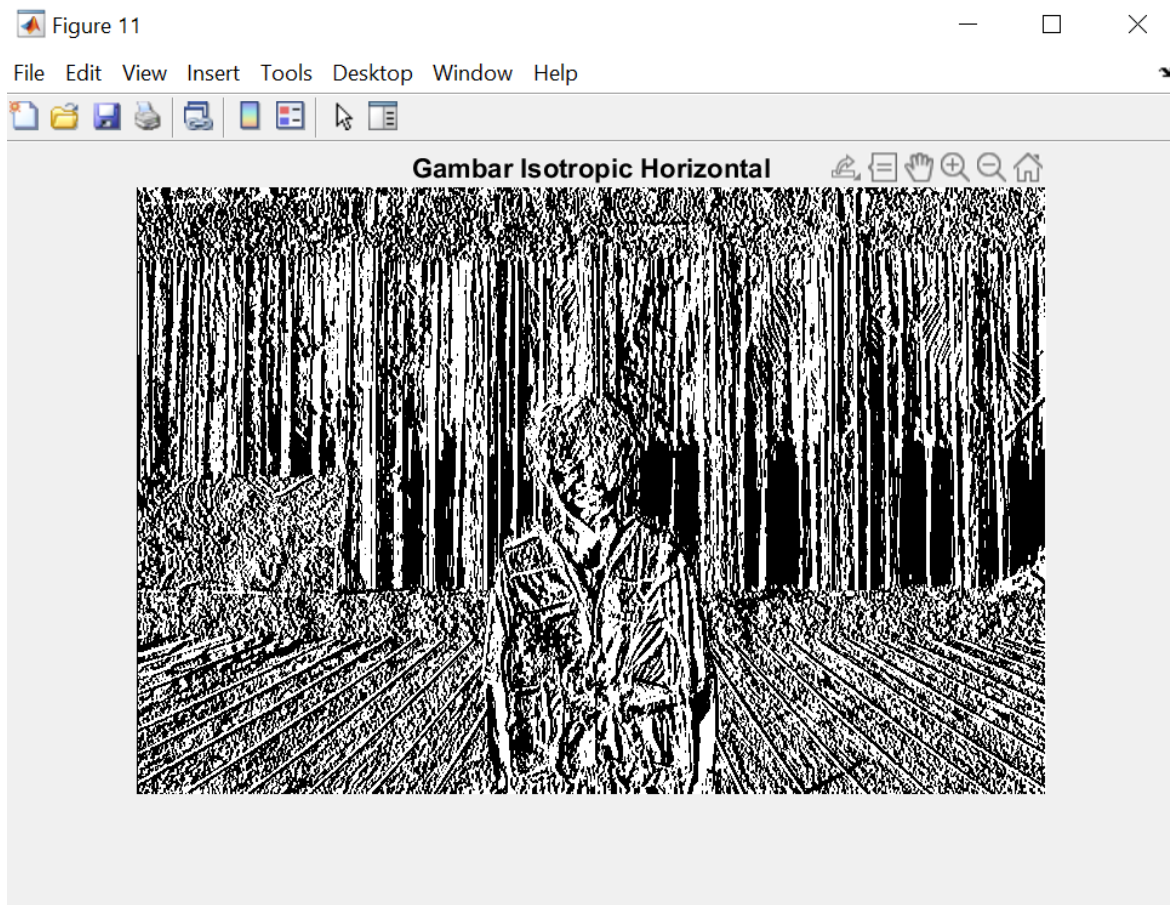 Figure 11
File Edit View Insert Tools Desktop Window Help
Gambar Isotropic Horizontal